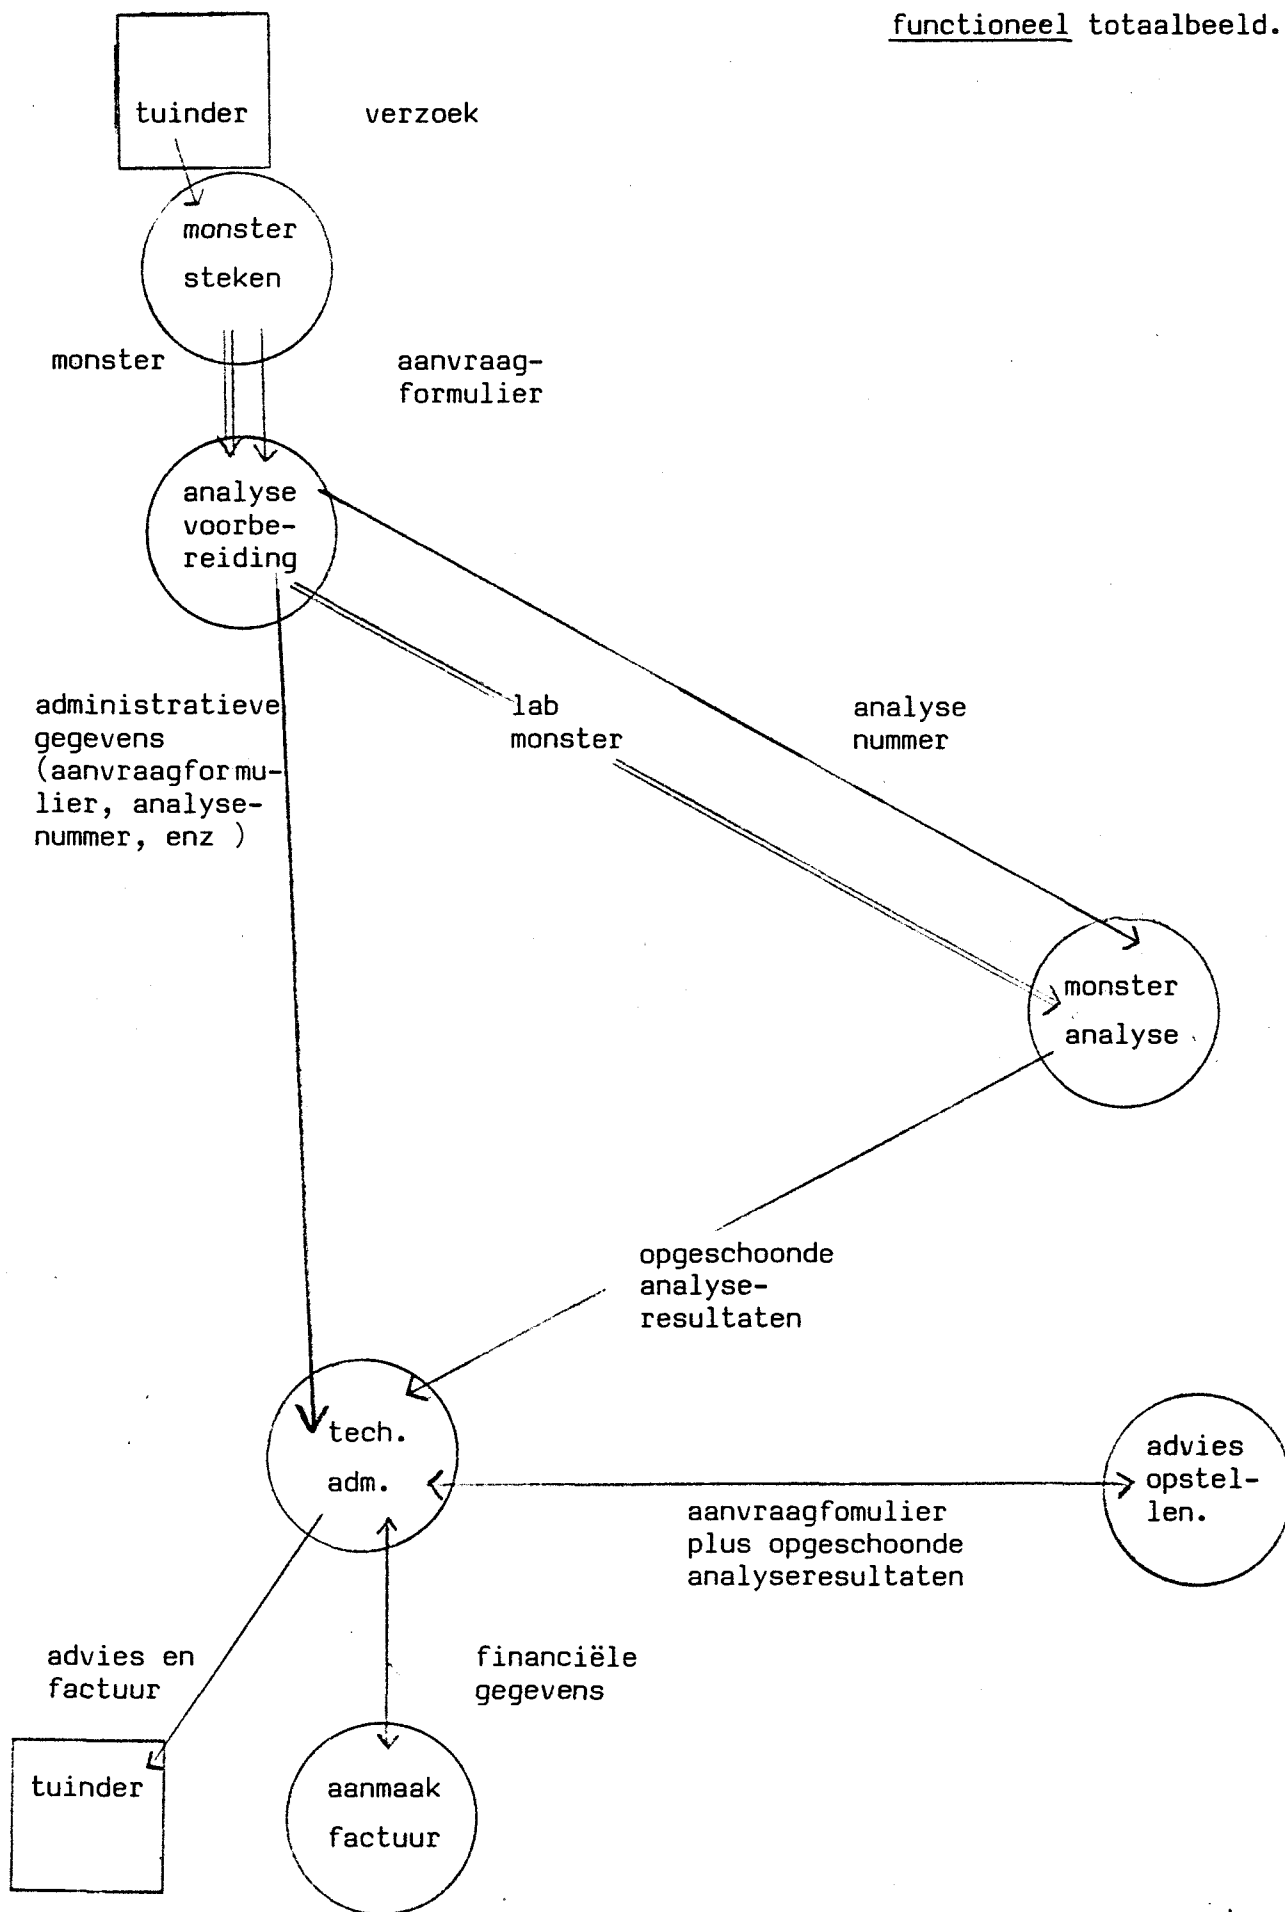 functioneel totaalbeeld.
tuinder
verzoek
monster
steken
monster
aanvraag-
formulier
analyse
voorbe-
reiding
administratieve
gegevens
(aanvraagformu-
lier, analyse-
nummer, enz )
lab
monster
analyse
nummer
monster
analyse
opgeschoonde
analyse-
resultaten
tech.
adm.
advies
opstel-
len.
aanvraagfomulier
plus opgeschoonde
analyseresultaten
advies en
factuur
financiële
gegevens
tuinder
aanmaak
factuur